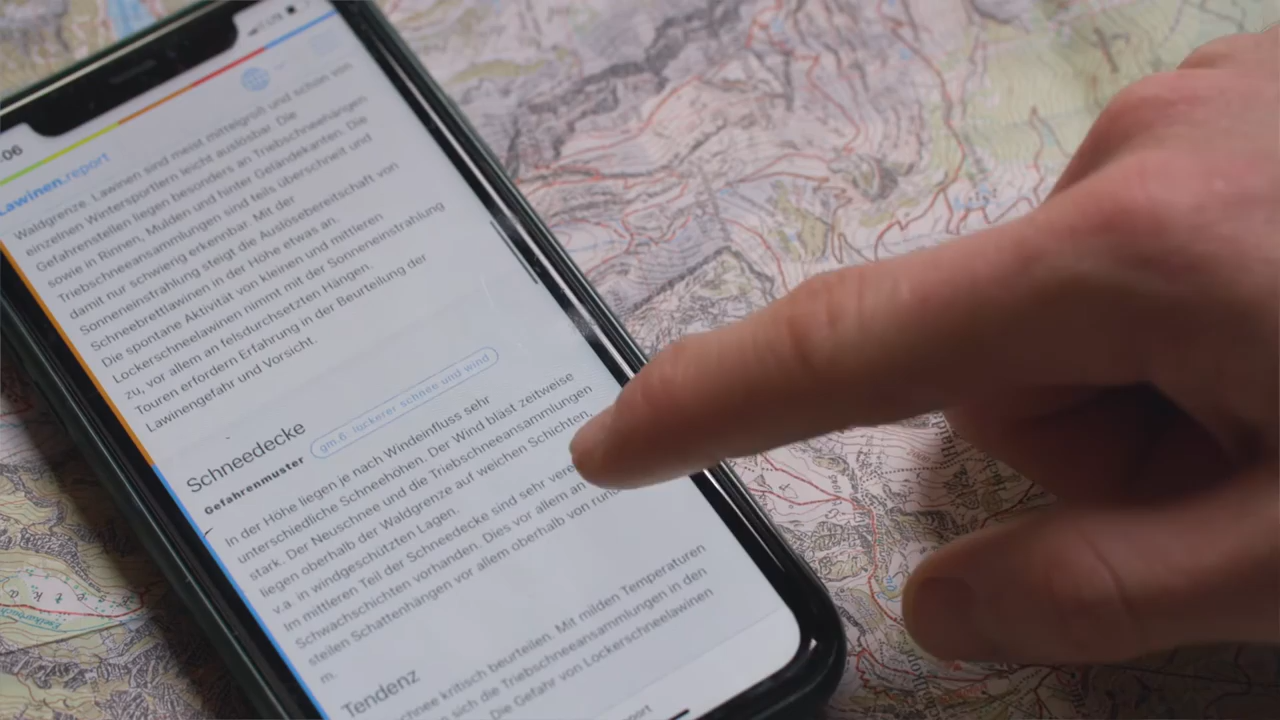 :06
LTE
Lawinen.report
Waldgrenze. Lawinen sind meist mittelgroß und schon von
einzelnen Wintersportlern leicht auslösbar. Die
Gefahrenstellen liegen besonders an Triebschneehängen
sowie in Rinnen, Mulden und hinter Geländekanten. Die
Triebschneeansammlungen sind teils überschneit und
damit nur schwierig erkennbar. Mit der
Sonneneinstrahlung steigt die Auslösebereitschaft von
Schneebrettlawinen in der Höhe etwas an.
Die spontane Aktivität von kleinen und mittleren
Lockerschneelawinen nimmt mit der Sonneneinstrahlung
zu, vor allem an felsdurchsetzten Hängen.
Touren erfordern Erfahrung in der Beurteilung der
Lawinengefahr und Vorsicht.
Schneedecke
Gefahrenmuster gm.6: lockerer schnee und wind
In der Höhe liegen je nach Windeinfluss sehr
unterschiedliche Schneehöhen. Der Wind bläst zeitweise
stark. Der Neuschnee und die Triebschneeansammlungen
liegen oberhalb der Waldgrenze auf weichen Schichten,
v.a. in windgeschützten Lagen.
Im mittleren Teil der Schneedecke sind sehr
Schwachschichten vorhanden. Dies vor allem an
steilen Schattenhängen vor allem oberhalb von rund
m.
Tendenz
schnee kritisch beurteilen. Mit milden Temperaturen
sich die Triebschneeansammlungen in den
Die Gefahr von Lockerschneelawinen